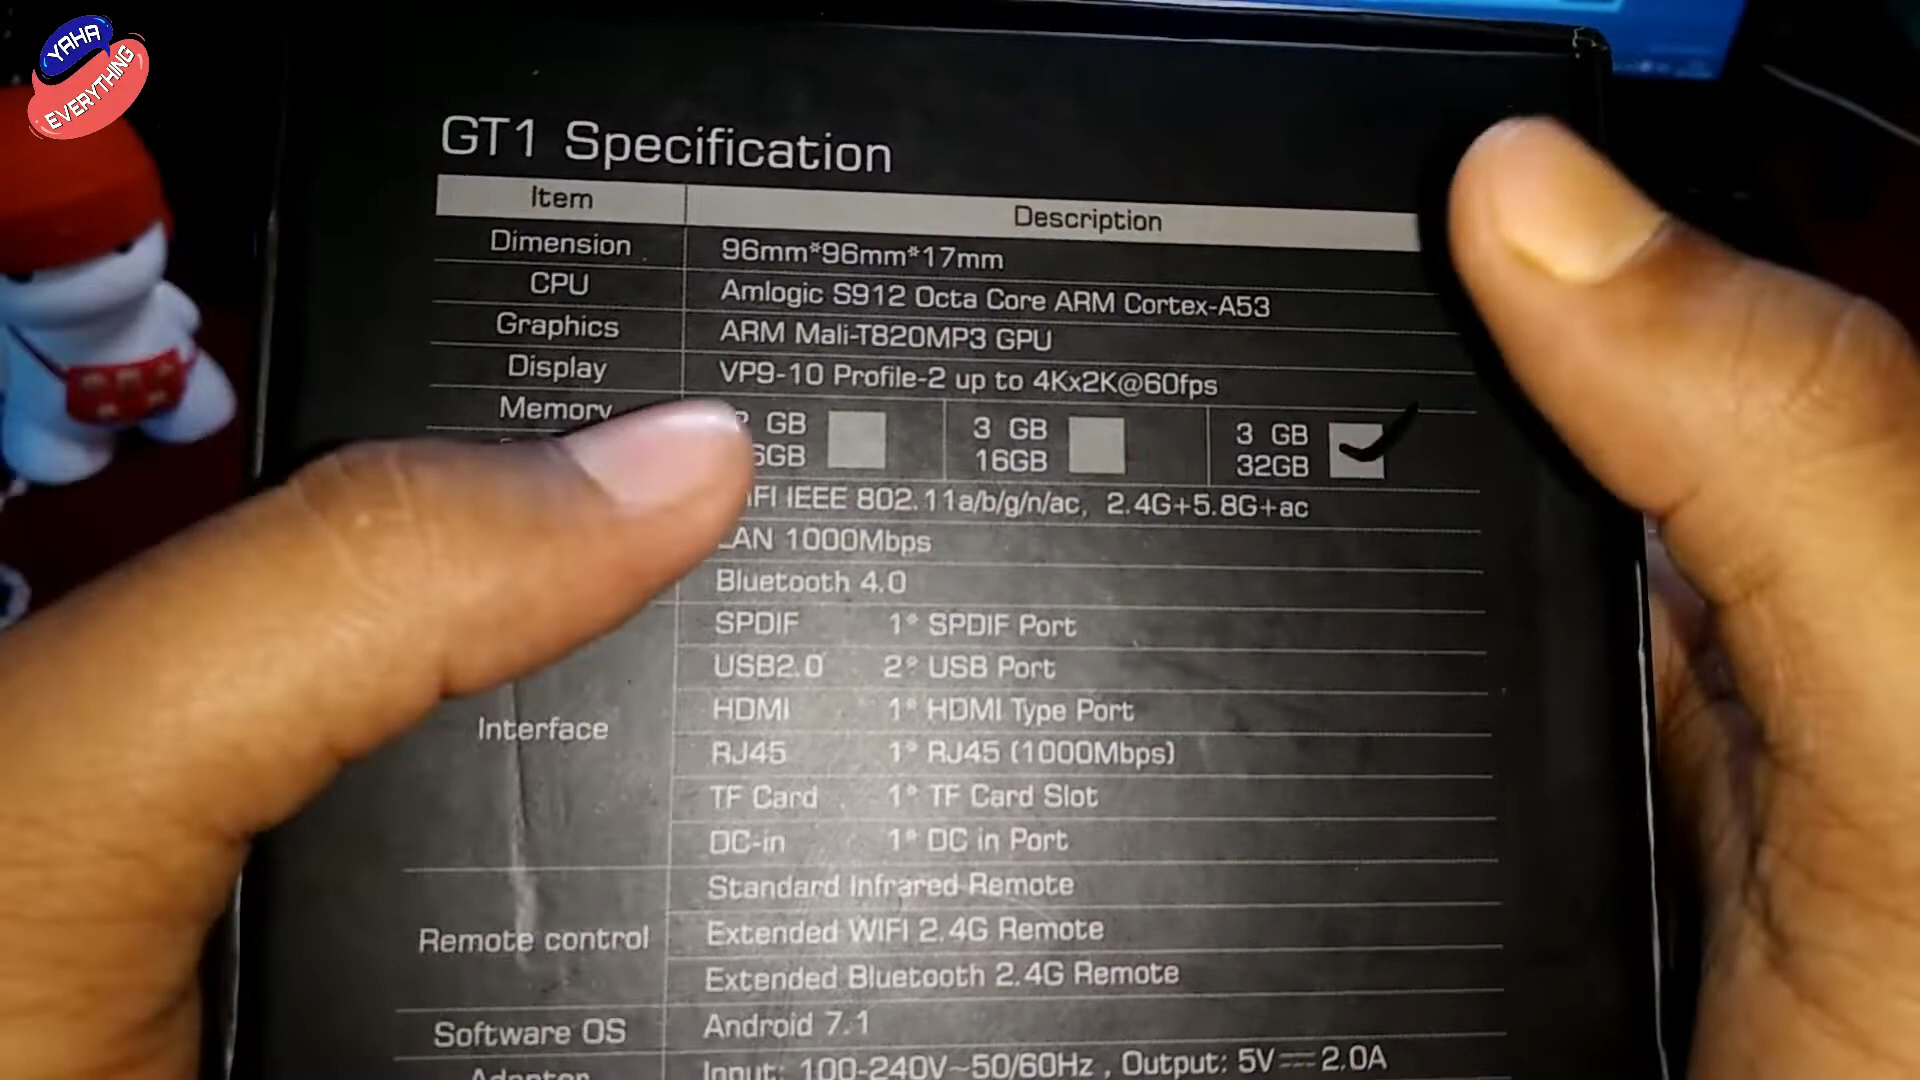 YAHA
EVERYTHING
GT1 Specification
Item Description
Dimension 96mm*96mm*17mm
CPU Amlogic S912 Octa Core ARM Cortex-A53
Graphics ARM Mali-T820MP3 GPU
Display VP9-10 Profile-2 up to 4Kx2K@60fps
Memory GB 3 GB 3 GB
16GB 32GB
IEEE 802.11a/b/g/n/ac, 2.4G+5.8G+ac
LAN 1000Mbps
Bluetooth 4.0
SPDIF 1* SPDIF Port
USB2.0 2* USB Port
HDMI 1* HDMI Type Port
Interface
RJ45 1* RJ45 (1000Mbps)
TF Card 1* TF Card Slot
DC-in 1* DC in Port
Standard Infrared Remote
Remote control Extended WIFI 2.4G Remote
Extended Bluetooth 2.4G Remote
Software OS Android 7.1
Adapter Input: 100-240V~50/60Hz, Output: 5V⎓2.0A